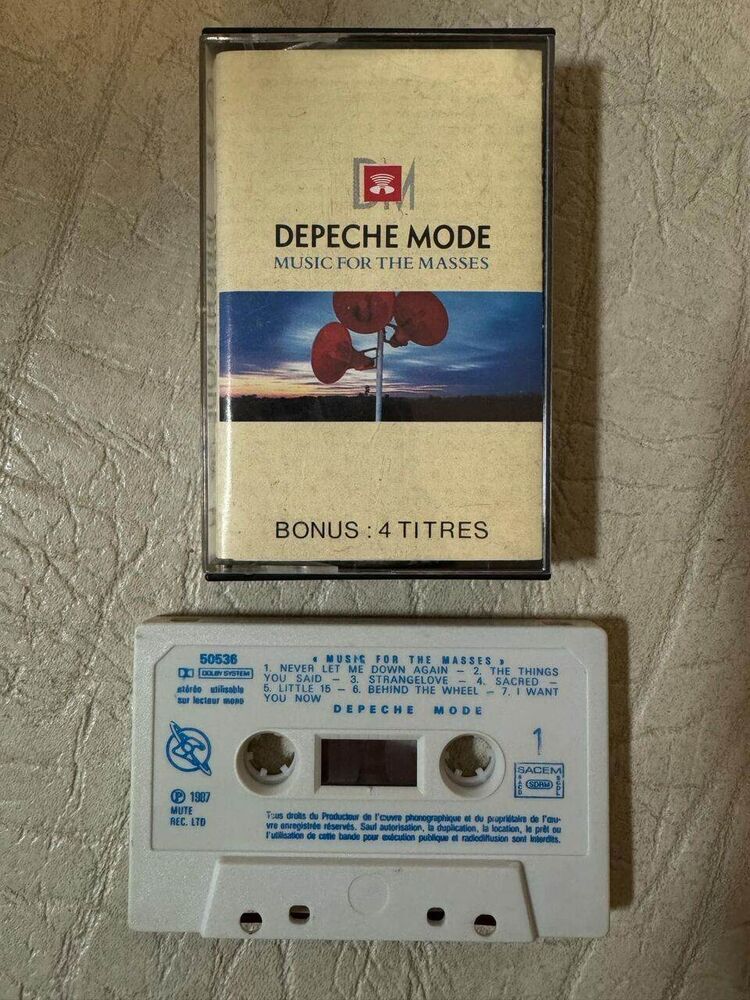 DM
DEPECHE MODE
MUSIC FOR THE MASSES
BONUS : 4 TITRES
50536
DOLBY SYSTEM
stéréo utilisable
sur lecteur mono
« MUSIC FOR THE MASSES »
1. NEVER LET ME DOWN AGAIN – 2. THE THINGS
YOU SAID – 3. STRANGELOVE – 4. SACRED –
5. LITTLE 15 – 6. BEHIND THE WHEEL – 7. I WANT
YOU NOW
DEPECHE MODE
1
SACEM
SACD
SDRM
SGDL
Ⓟ 1987
MUTE
REC. LTD
Tous droits du Producteur de l'œuvre phonographique et du propriétaire de l'œu-
vre enregistrée réservés. Sauf autorisation, la duplication, la location, le prêt ou
l'utilisation de cette bande pour exécution publique et radiodiffusion sont interdits.